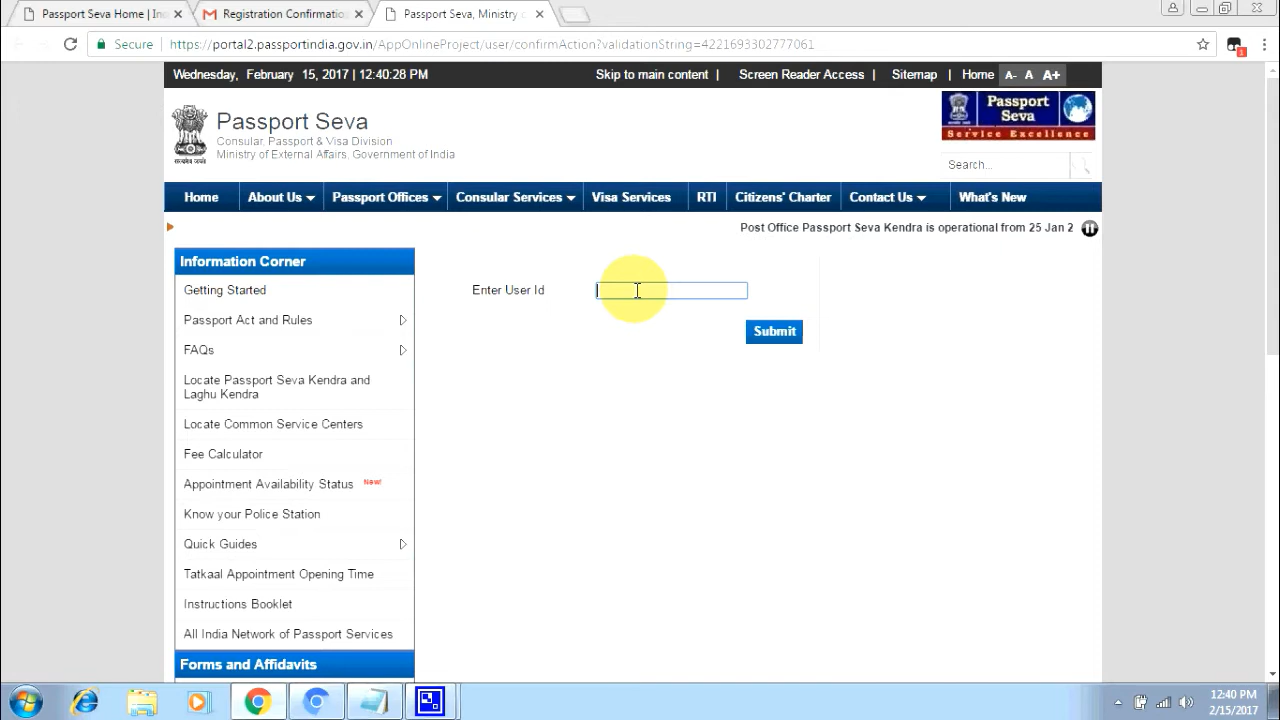 Passport Seva Home | In
Registration Confirmatio
Passport Seva, Ministry c
Secure
https://portal2.passportindia.gov.in/AppOnlineProject/user/confirmAction?validationString=4221693302777061
1
Wednesday, February 15, 2017 | 12:40:28 PM
Skip to main content | Screen Reader Access | Sitemap | Home A- A A+
Passport Seva
Consular, Passport & Visa Division
Ministry of External Affairs, Government of India
Passport
Seva
Service Excellence
Search...
Home About Us Passport Offices Consular Services Visa Services RTI Citizens' Charter Contact Us What's New
Post Office Passport Seva Kendra is operational from 25 Jan 2
Information Corner
Getting Started
Passport Act and Rules
FAQs
Locate Passport Seva Kendra and
Laghu Kendra
Locate Common Service Centers
Fee Calculator
Appointment Availability Status New!
Know your Police Station
Quick Guides
Tatkaal Appointment Opening Time
Instructions Booklet
All India Network of Passport Services
Forms and Affidavits
Enter User Id
Submit
12:40 PM
2/15/2017